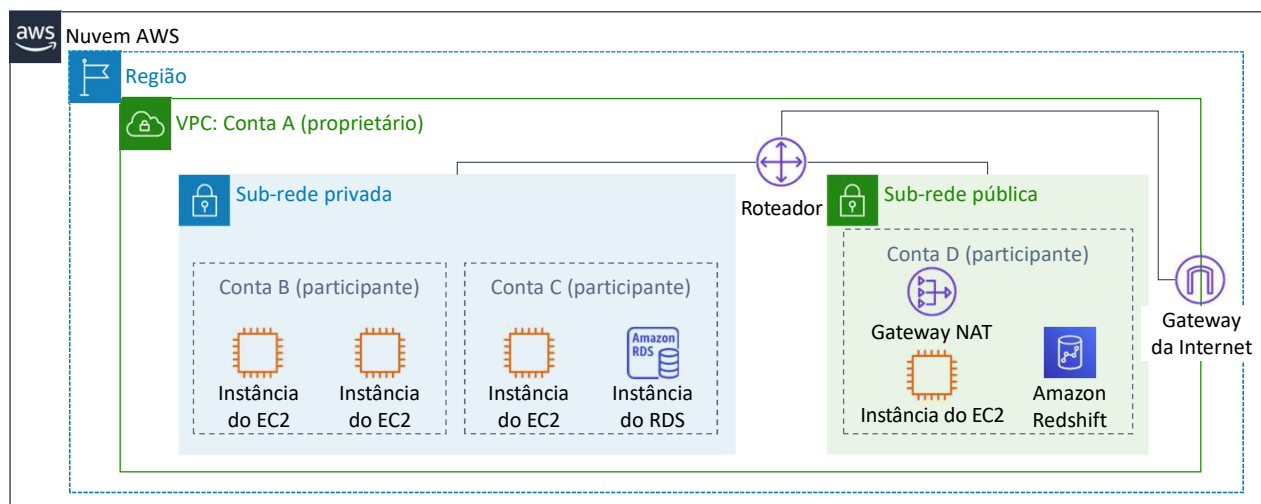 aws
Nuvem AWS
Região
VPC: Conta A (proprietário)
Sub-rede privada
Roteador
Sub-rede pública
Conta B (participante)
Instância
do EC2
Instância
do EC2
Conta C (participante)
Instância
do EC2
Amazon
RDS
Instância
do RDS
Conta D (participante)
Gateway NAT
Instância do EC2
Amazon
Redshift
Gateway
da Internet